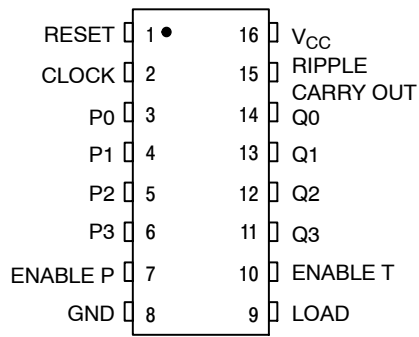 RESET 1 16 VCC
CLOCK 2 15 RIPPLE
CARRY OUT
P0 3 14 Q0
P1 4 13 Q1
P2 5 12 Q2
P3 6 11 Q3
ENABLE P 7 10 ENABLE T
GND 8 9 LOAD